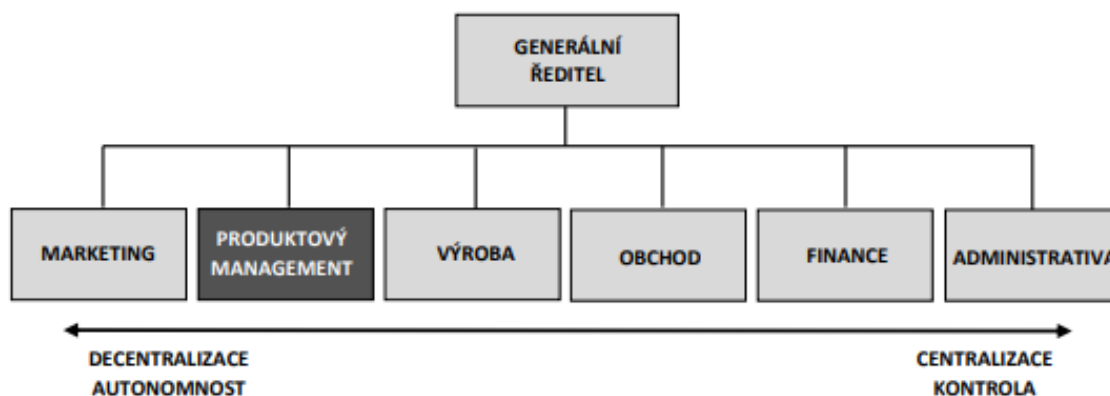 GENERÁLNÍ
ŘEDITEL
MARKETING
PRODUKTOVÝ
MANAGEMENT
VÝROBA
OBCHOD
FINANCE
ADMINISTRATIVA
DECENTRALIZACE
AUTONOMNOST
CENTRALIZACE
KONTROLA